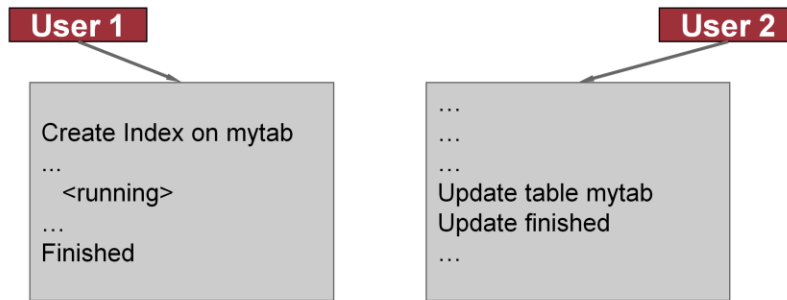 User 1
User 2
Create Index on mytab
...
<running>
…
Finished
…
…
…
Update table mytab
Update finished
…